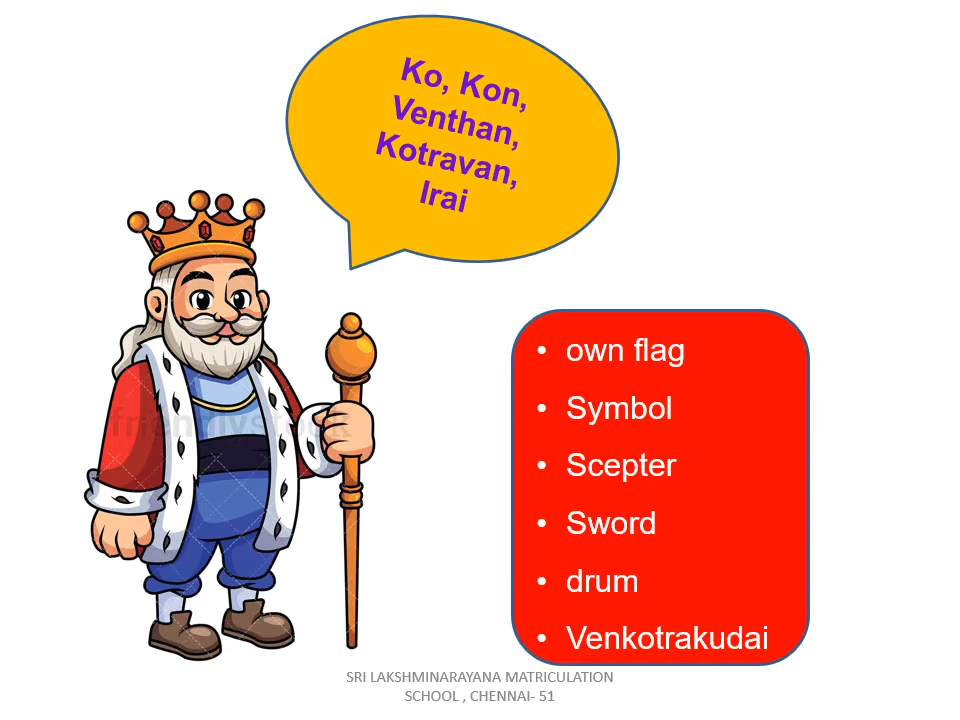 Ko, Kon,
Venthan,
Kotravan,
Irai
• own flag
• Symbol
• Scepter
• Sword
• drum
• Venkotrakudai
SRI LAKSHMINARAYANA MATRICULATION
SCHOOL , CHENNAI- 51